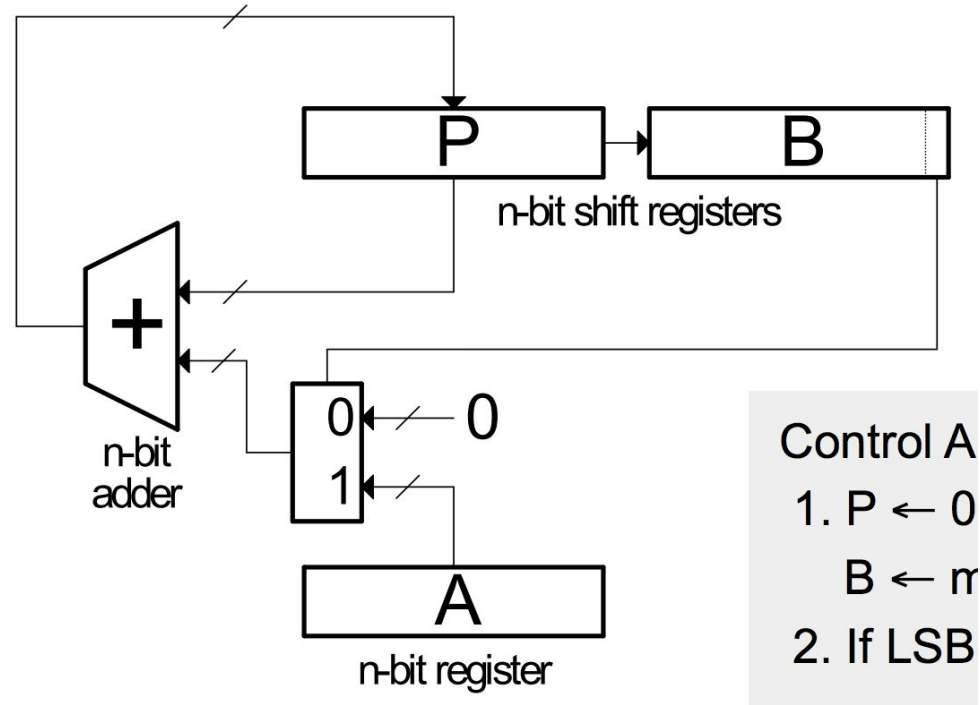 P
B
n-bit shift registers
+
0
0
1
n-bit
adder
A
n-bit register
Control A
1. P ← 0
B ← m
2. If LSB